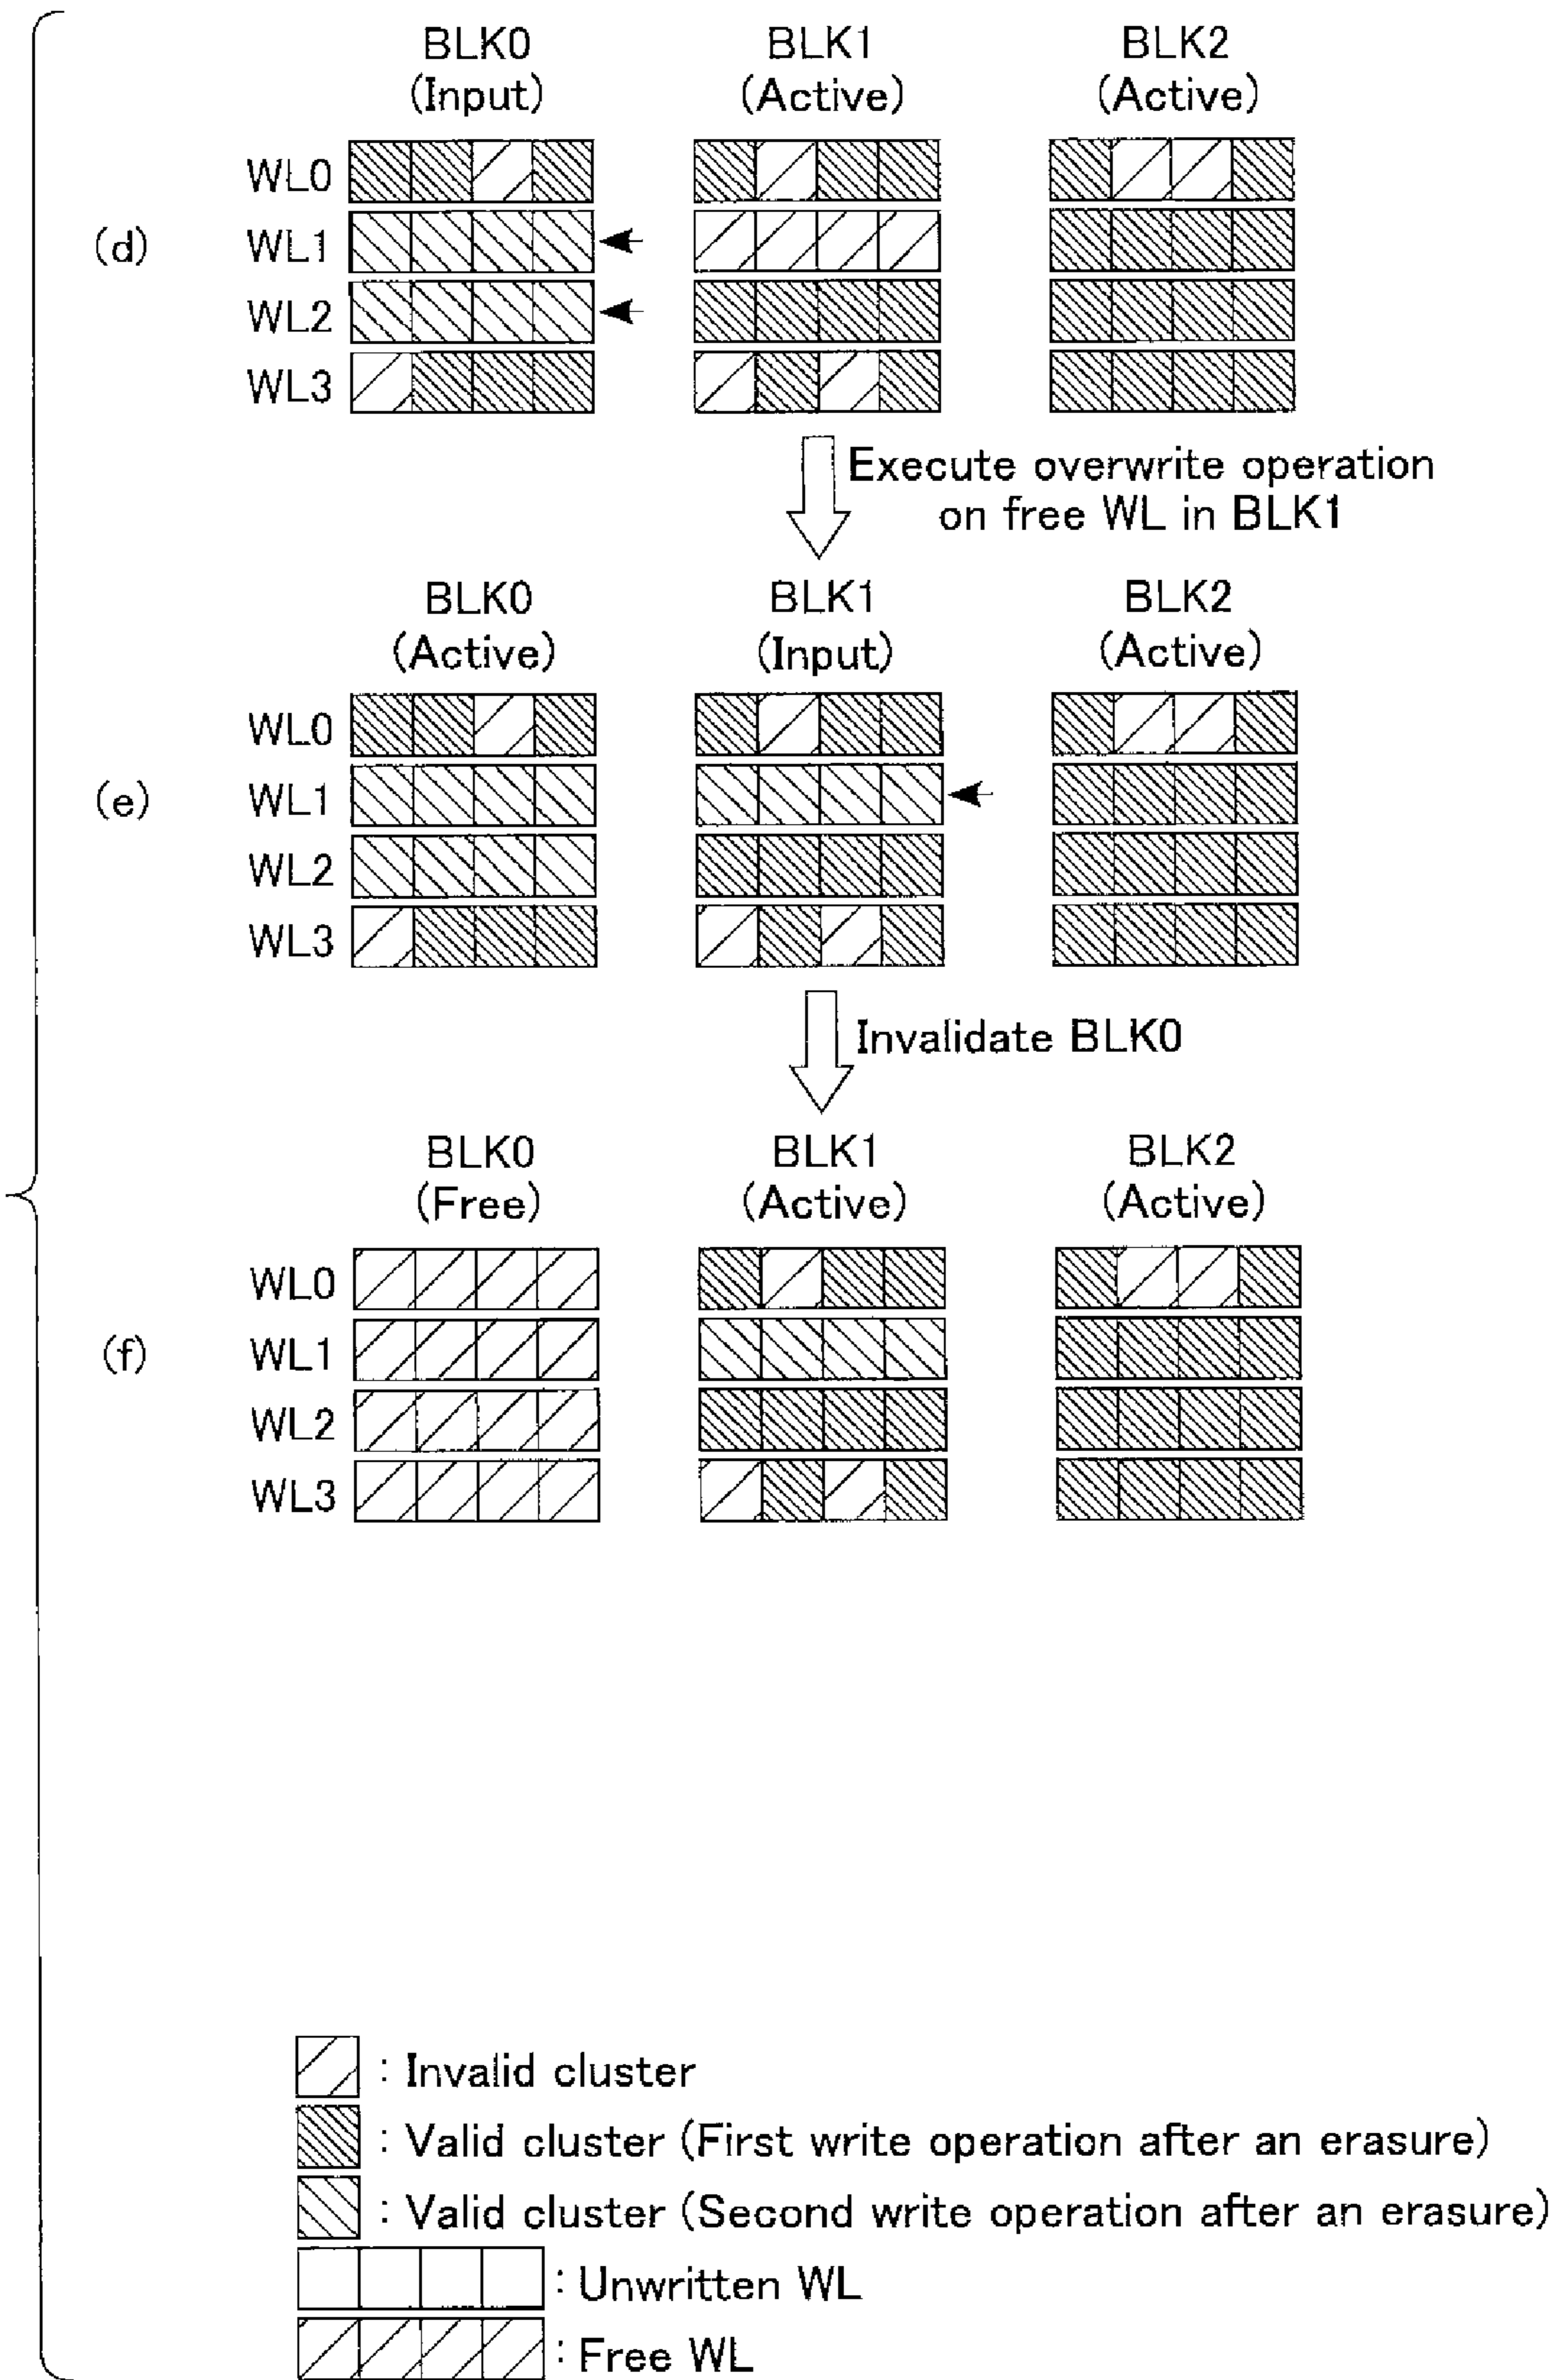 BLK0 BLK1 BLK2
(Input) (Active) (Active)
WL0
(d) WL1
WL2
WL3
Execute overwrite operation
on free WL in BLK1
BLK0 BLK1 BLK2
(Active) (Input) (Active)
WL0
(e) WL1
WL2
WL3
Invalidate BLK0
BLK0 BLK1 BLK2
(Free) (Active) (Active)
WL0
(f) WL1
WL2
WL3
: Invalid cluster
: Valid cluster (First write operation after an erasure)
: Valid cluster (Second write operation after an erasure)
: Unwritten WL
: Free WL